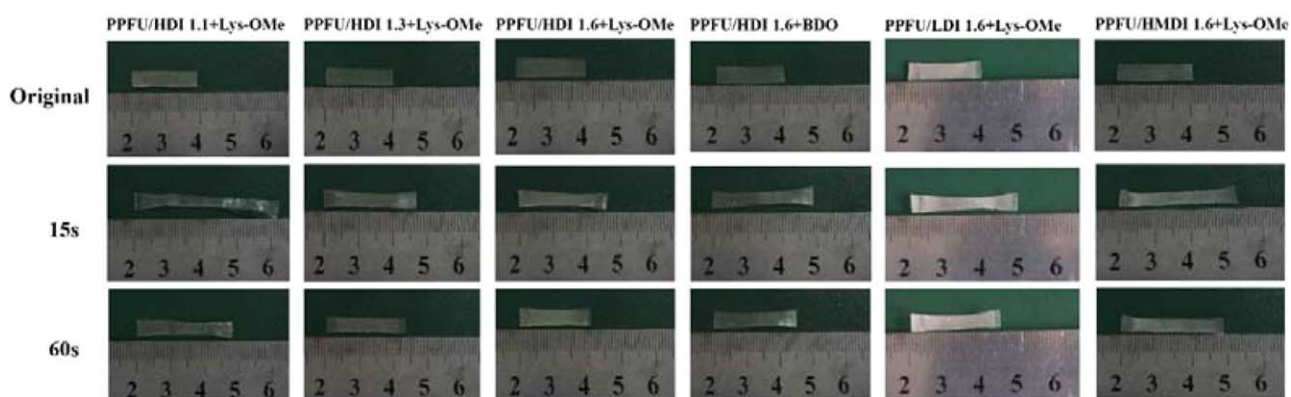 PPFU/HDI 1.1+Lys-OMe PPFU/HDI 1.3+Lys-OMe PPFU/HDI 1.6+Lys-OMe PPFU/HDI 1.6+BDO PPFU/LDI 1.6+Lys-OMe PPFU/HMDI 1.6+Lys-OMe
Original
2 3 4 5 6 2 3 4 5 6 2 3 4 5 6 2 3 4 5 6 2 3 4 5 6 2 3 4 5 6
15s
2 3 4 5 6 2 3 4 5 6 2 3 4 5 6 2 3 4 5 6 2 3 4 5 6 2 3 4 5 6
60s
2 3 4 5 6 2 3 4 5 6 2 3 4 5 6 2 3 4 5 6 2 3 4 5 6 2 3 4 5 6